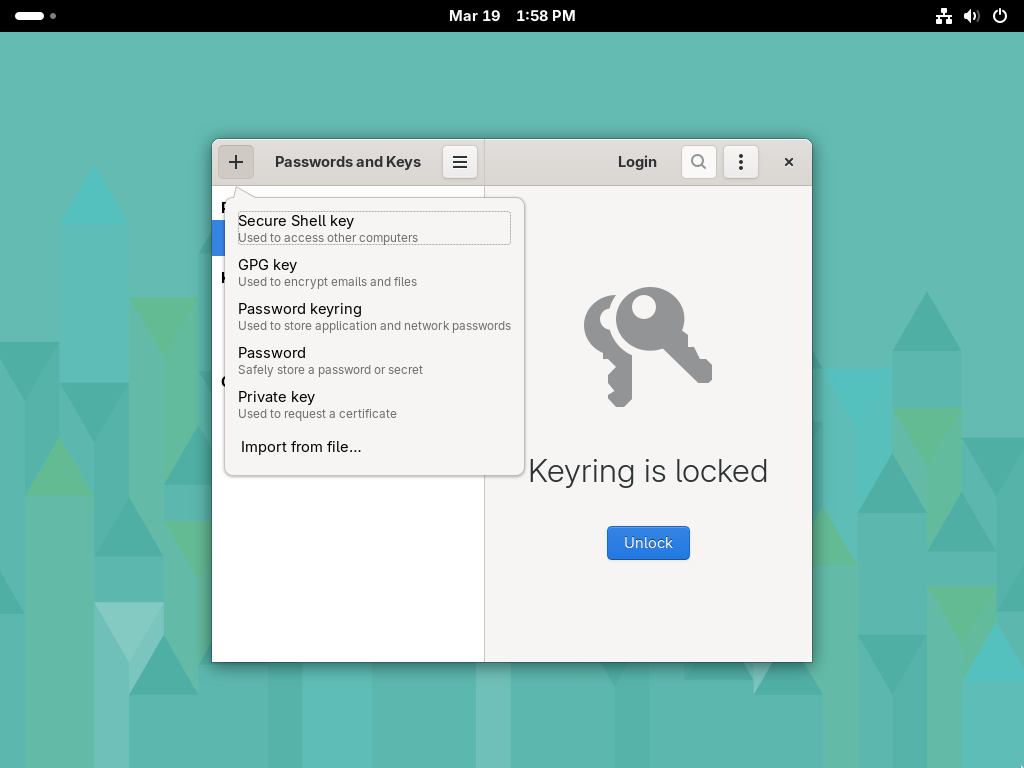 Mar 19 1:58 PM
Passwords and Keys
Login
Secure Shell key
Used to access other computers
GPG key
Used to encrypt emails and files
Password keyring
Used to store application and network passwords
Password
Safely store a password or secret
Private key
Used to request a certificate
Import from file...
Keyring is locked
Unlock